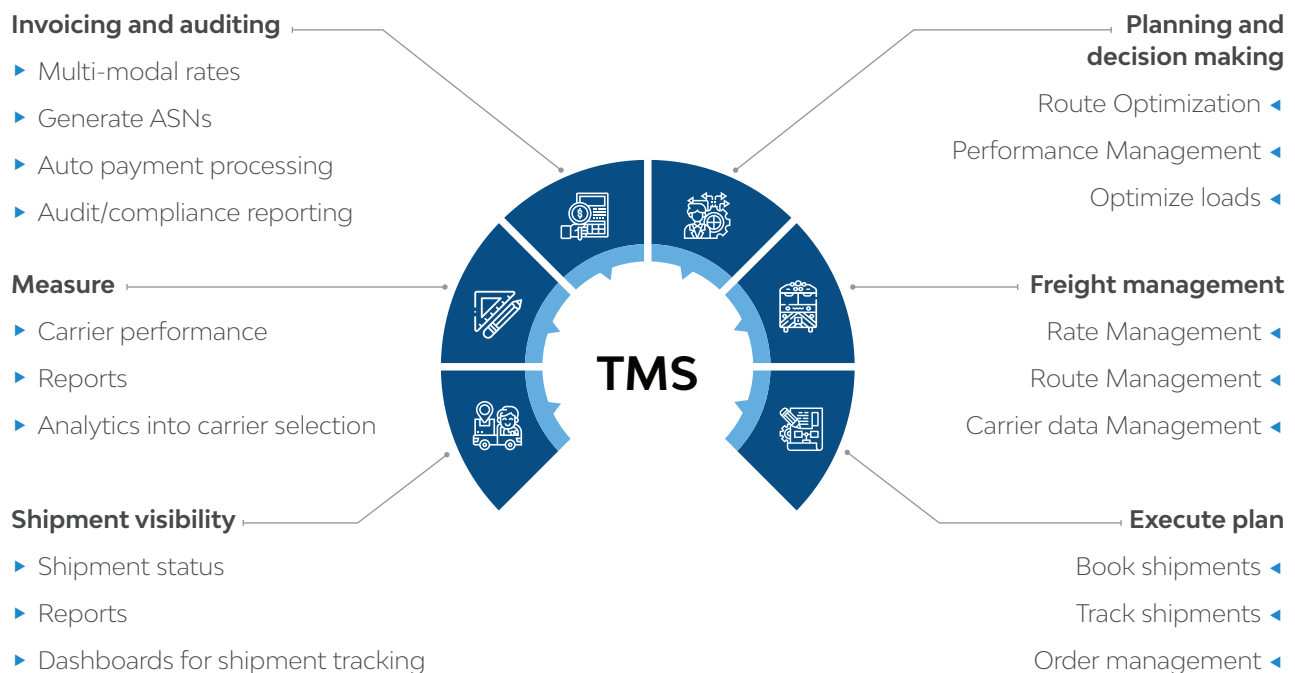 Invoicing and auditing
Multi-modal rates
Generate ASNs
Auto payment processing
Audit/compliance reporting
Measure
Carrier performance
Reports
Analytics into carrier selection
Shipment visibility
Shipment status
Reports
Dashboards for shipment tracking
TMS
Planning and
decision making
Route Optimization
Performance Management
Optimize loads
Freight management
Rate Management
Route Management
Carrier data Management
Execute plan
Book shipments
Track shipments
Order management